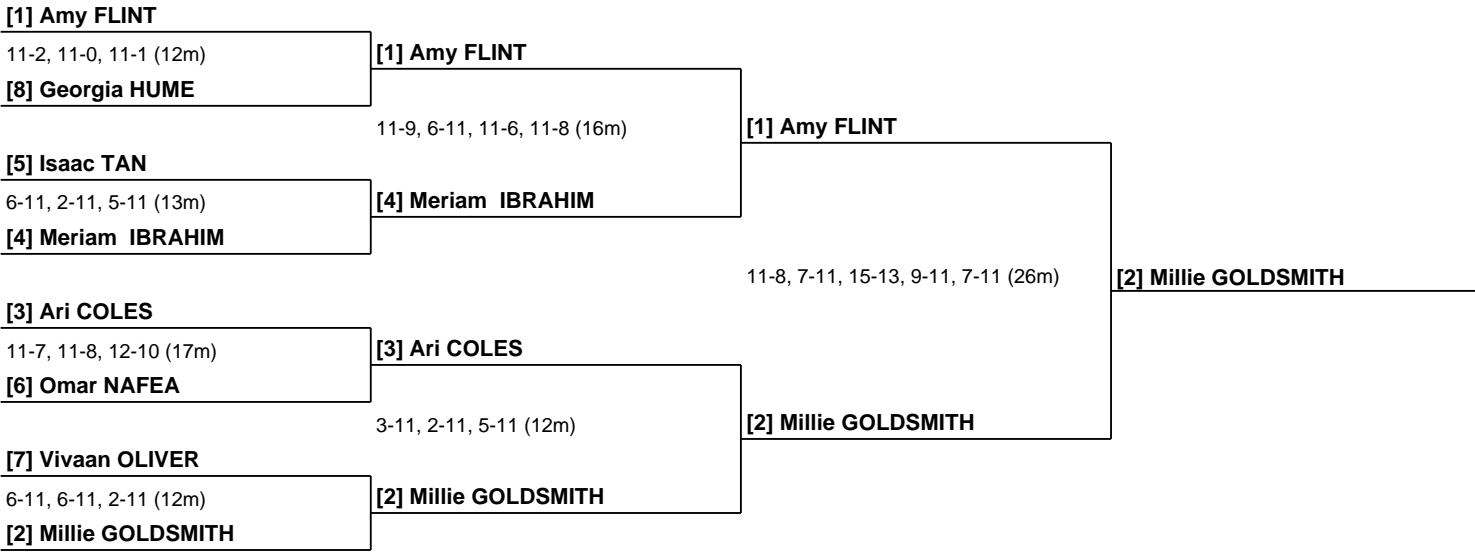 [1] Amy FLINT
11-2, 11-0, 11-1 (12m)
[8] Georgia HUME
[5] Isaac TAN
6-11, 2-11, 5-11 (13m)
[4] Meriam  IBRAHIM
[3] Ari COLES
11-7, 11-8, 12-10 (17m)
[6] Omar NAFEA
[7] Vivaan OLIVER
6-11, 6-11, 2-11 (12m)
[2] Millie GOLDSMITH
[1] Amy FLINT
11-9, 6-11, 11-6, 11-8 (16m)
[4] Meriam  IBRAHIM
[3] Ari COLES
3-11, 2-11, 5-11 (12m)
[2] Millie GOLDSMITH
[1] Amy FLINT
11-8, 7-11, 15-13, 9-11, 7-11 (26m)
[2] Millie GOLDSMITH
[2] Millie GOLDSMITH